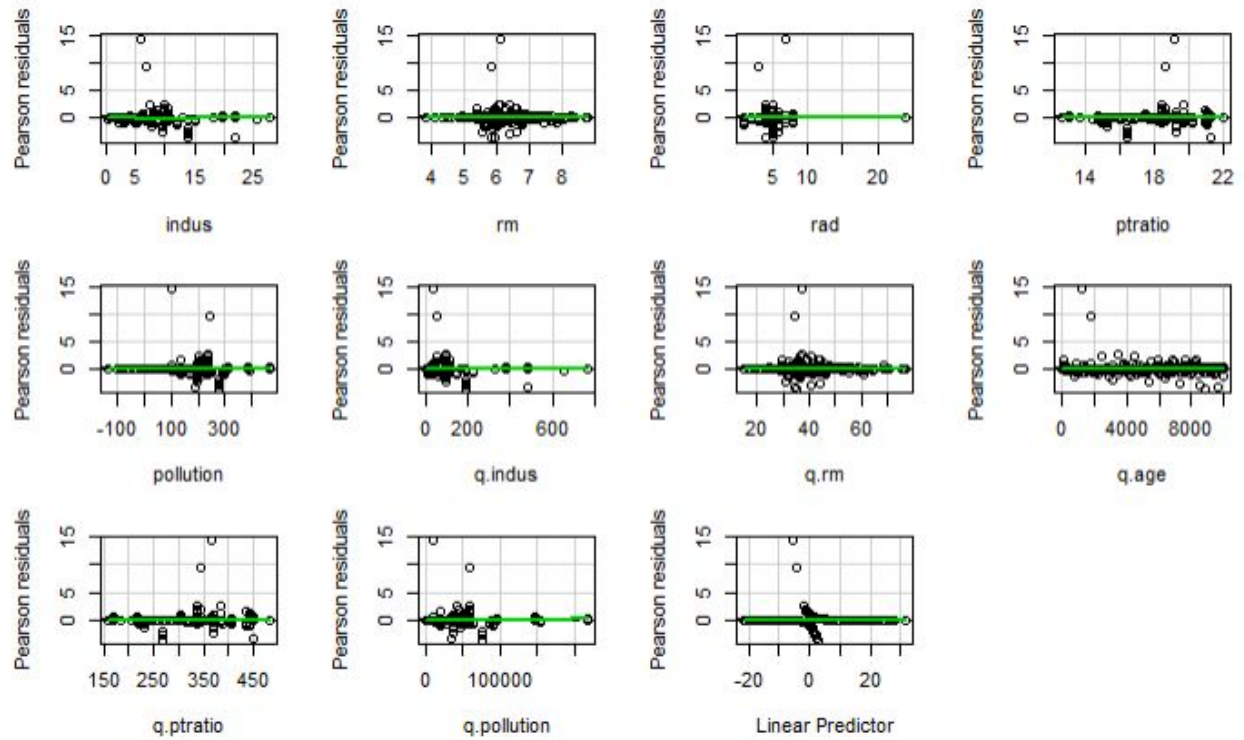 Pearson residuals
15
5
0
0 5 15 25
indus
Pearson residuals
15
5
0
4 5 6 7 8
rm
Pearson residuals
15
5
0
5 10 20
rad
Pearson residuals
15
5
0
14 18 22
ptratio
Pearson residuals
15
5
0
-100 100 300
pollution
Pearson residuals
15
5
0
0 200 600
q.indus
Pearson residuals
15
5
0
20 40 60
q.rm
Pearson residuals
15
5
0
0 4000 8000
q.age
Pearson residuals
15
5
0
150 250 350 450
q.ptratio
Pearson residuals
15
5
0
0 100000
q.pollution
Pearson residuals
15
5
0
-20 0 20
Linear Predictor